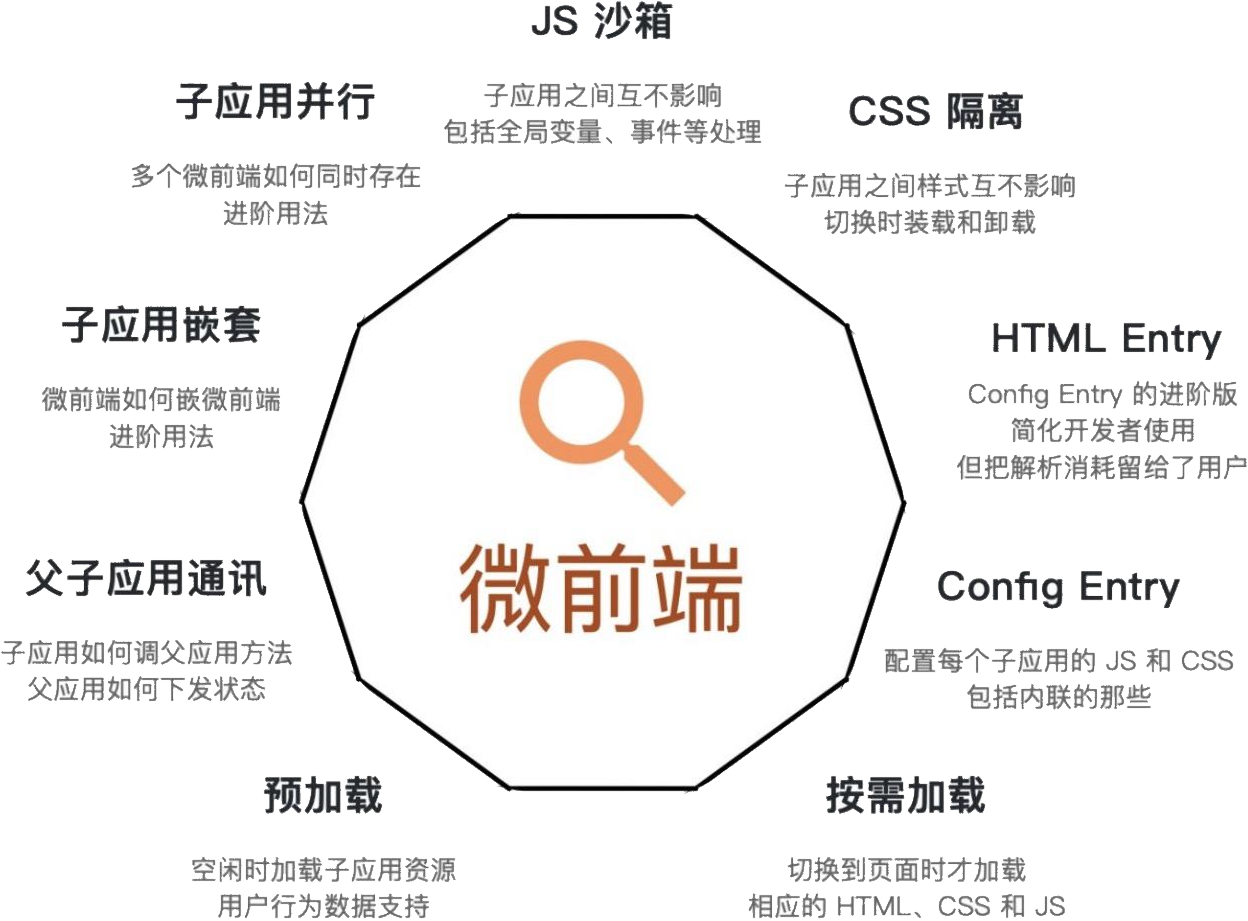 JS 沙箱
子应用之间互不影响
包括全局变量、事件等处理
子应用并行
多个微前端如何同时存在
进阶用法
CSS 隔离
子应用之间样式互不影响
切换时装载和卸载
子应用嵌套
微前端如何嵌微前端
进阶用法
HTML Entry
Config Entry 的进阶版
简化开发者使用
但把解析消耗留给了用户
微前端
父子应用通讯
子应用如何调父应用方法
父应用如何下发状态
Config Entry
配置每个子应用的 JS 和 CSS
包括内联的那些
预加载
空闲时加载子应用资源
用户行为数据支持
按需加载
切换到页面时才加载
相应的 HTML、CSS 和 JS